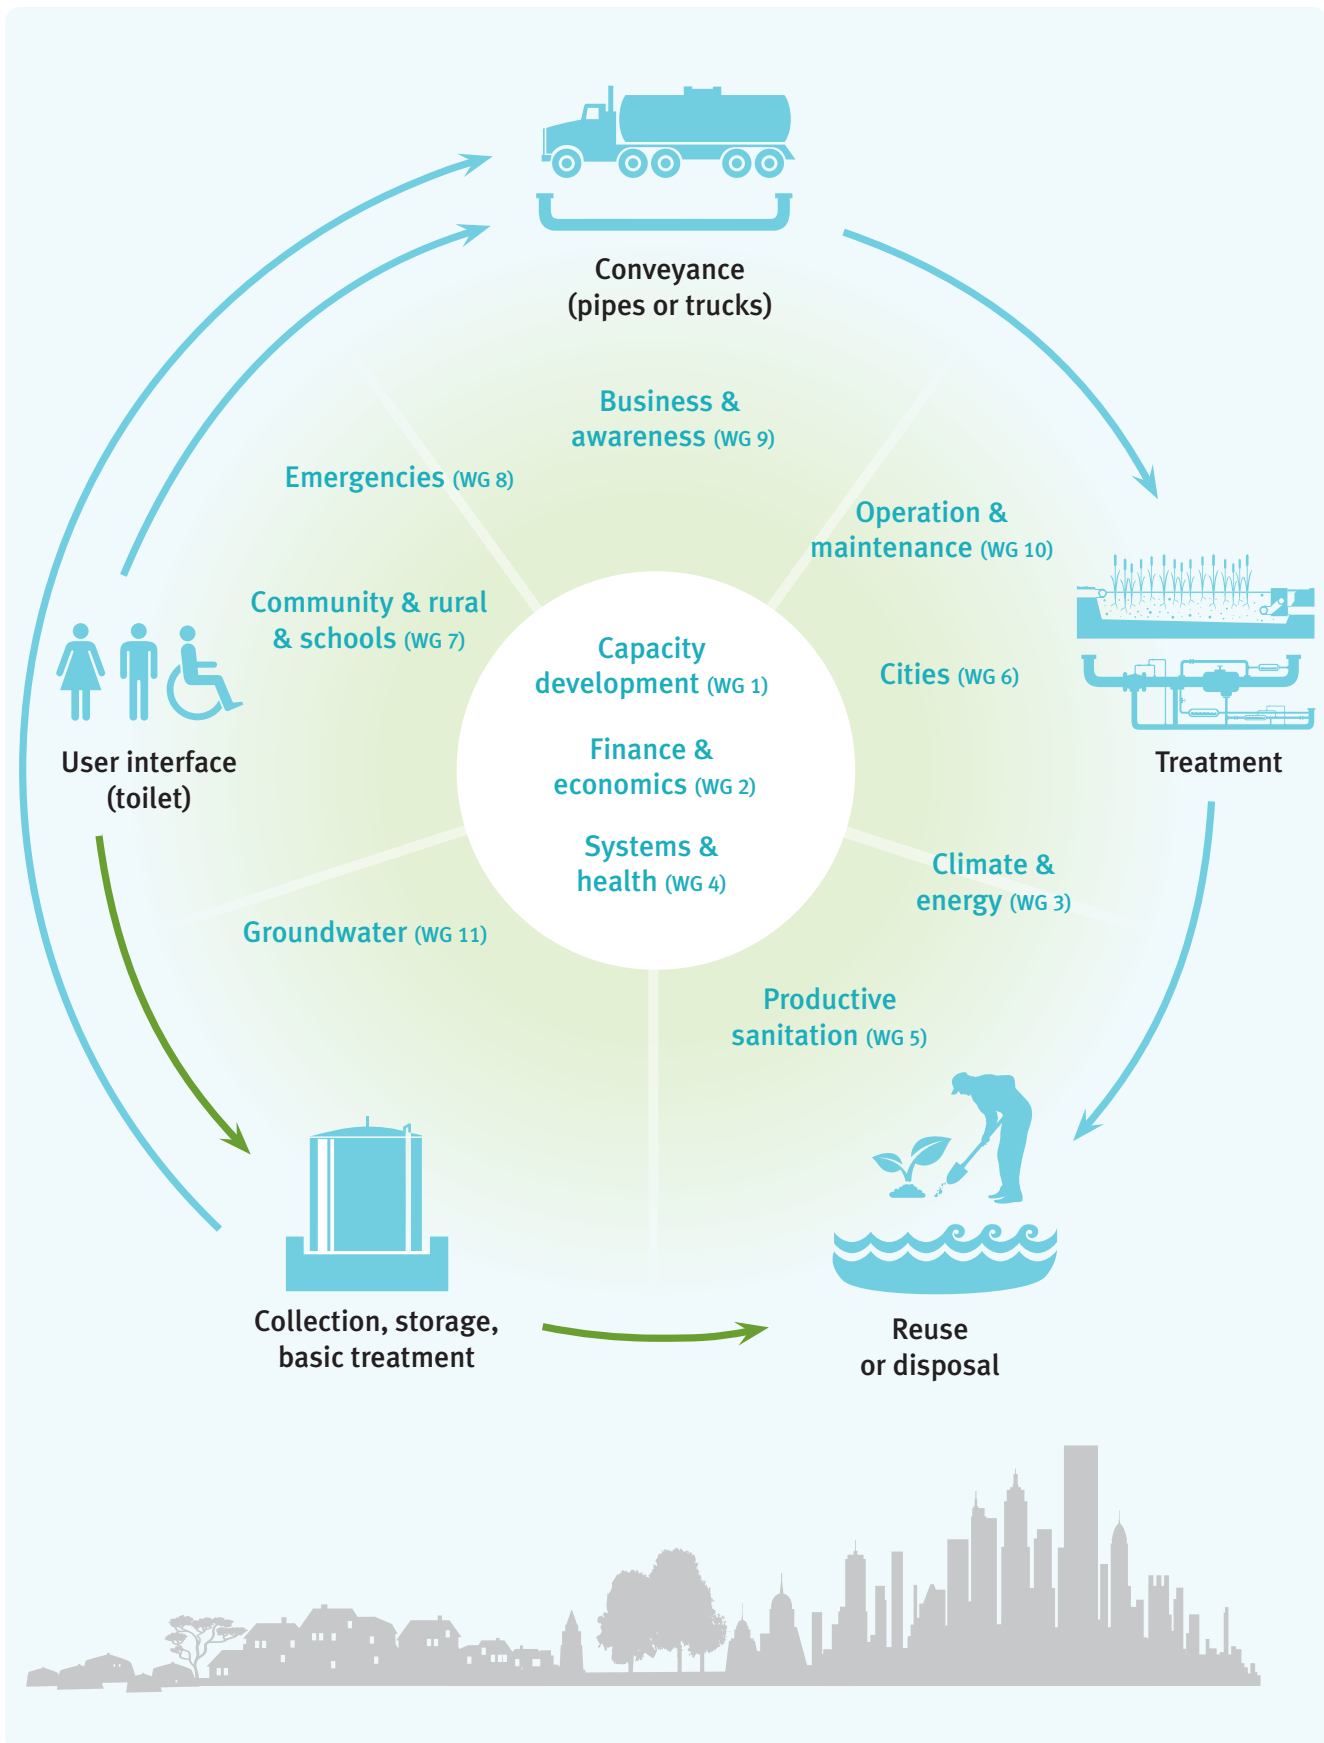 Conveyance
(pipes or trucks)
Business &
awareness (WG 9)
Emergencies (WG 8)
Operation &
maintenance (WG 10)
Community & rural
& schools (WG 7)
Capacity
development (WG 1)
Cities (WG 6)
Finance &
economics (WG 2)
User interface
(toilet)
Treatment
Systems &
health (WG 4)
Climate &
energy (WG 3)
Groundwater (WG 11)
Productive
sanitation (WG 5)
Collection, storage,
basic treatment
Reuse
or disposal